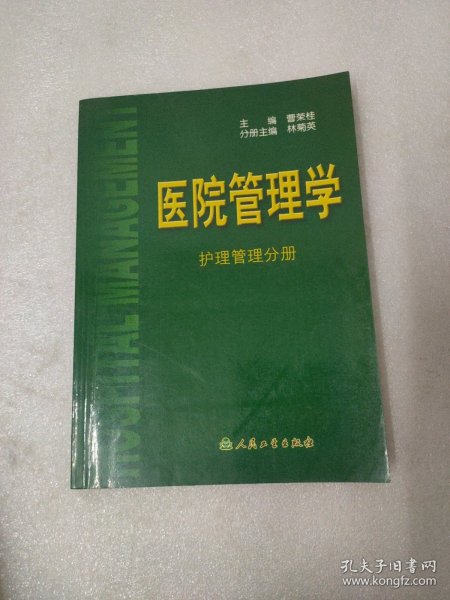 主　编　曹荣桂
分册主编　林菊英
医院管理学
护理管理分册
HOSPITAL MANAGEMENT
人民卫生出版社
孔夫子旧书网
www.kongfz.com